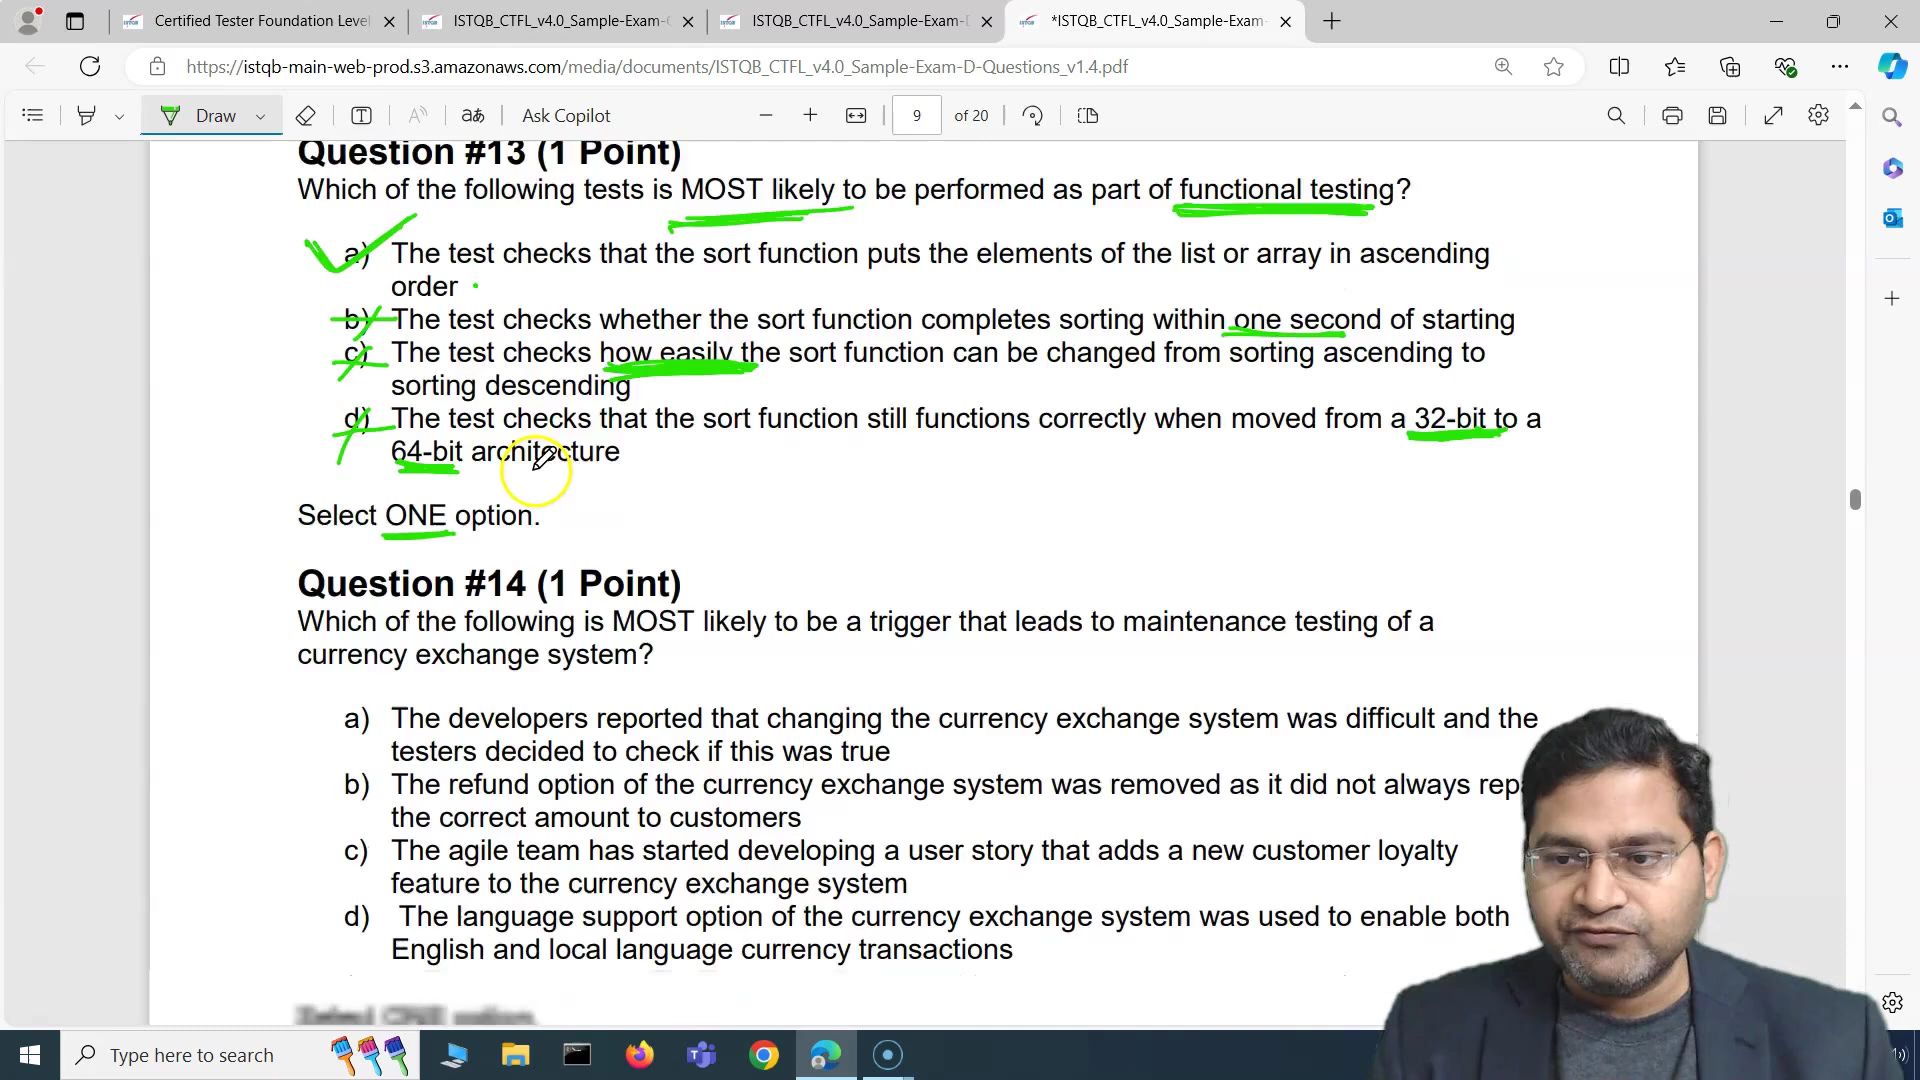 Certified Tester Foundation Level
ISTQB_CTFL_v4.0_Sample-Exam-
ISTQB_CTFL_v4.0_Sample-Exam-D
*ISTQB_CTFL_v4.0_Sample-Exam-
https://istqb-main-web-prod.s3.amazonaws.com/media/documents/ISTQB_CTFL_v4.0_Sample-Exam-D-Questions_v1.4.pdf
Draw
aあ
Ask Copilot
9 of 20
Question #13 (1 Point)
Which of the following tests is MOST likely to be performed as part of functional testing?
a) The test checks that the sort function puts the elements of the list or array in ascending
order
b) The test checks whether the sort function completes sorting within one second of starting
c) The test checks how easily the sort function can be changed from sorting ascending to
sorting descending
d) The test checks that the sort function still functions correctly when moved from a 32-bit to a
64-bit architecture
Select ONE option.
Question #14 (1 Point)
Which of the following is MOST likely to be a trigger that leads to maintenance testing of a
currency exchange system?
a) The developers reported that changing the currency exchange system was difficult and the
testers decided to check if this was true
b) The refund option of the currency exchange system was removed as it did not always repa
the correct amount to customers
c) The agile team has started developing a user story that adds a new customer loyalty
feature to the currency exchange system
d) The language support option of the currency exchange system was used to enable both
English and local language currency transactions
Select ONE option.
Type here to search